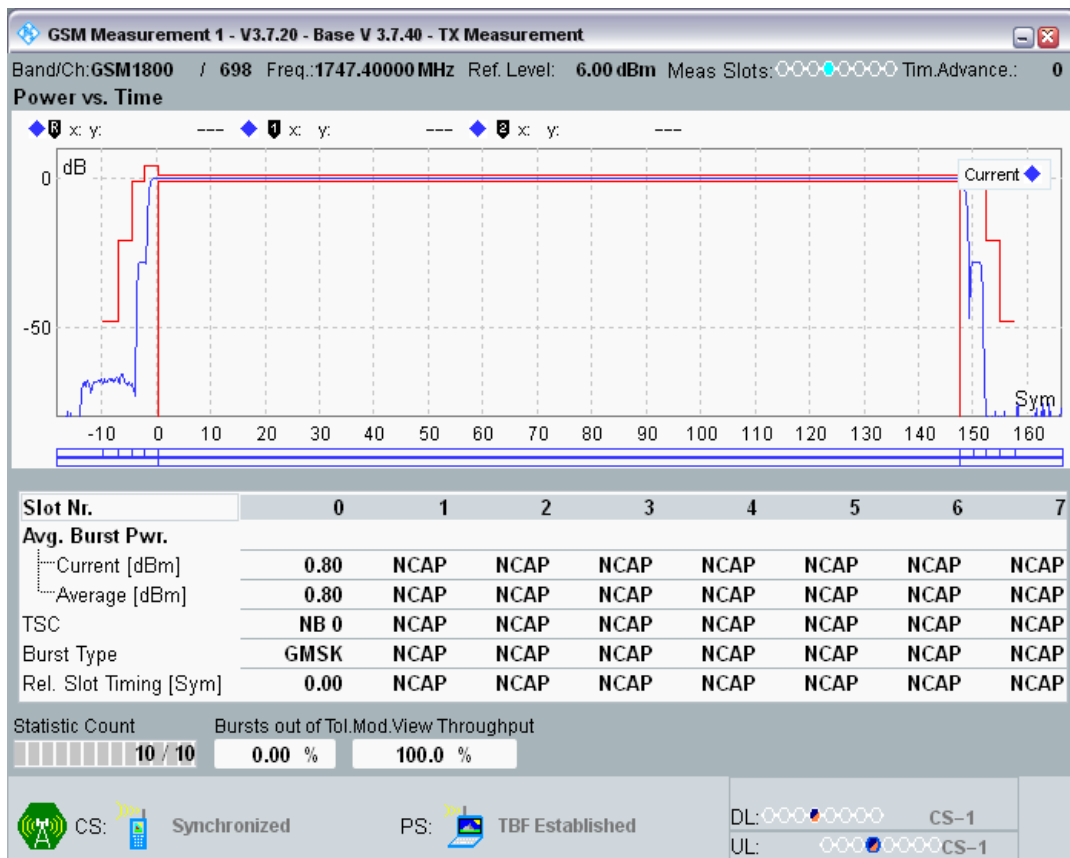 GSM Measurement 1 - V3.7.20 - Base V 3.7.40 - TX Measurement
Band/Ch:GSM1800 / 698 Freq.:1747.40000 MHz Ref. Level: 6.00 dBm Meas Slots: Tim.Advance.: 0
Power vs. Time
R x: y: --- 1 x: y: --- 2 x: y: ---
dB
0
Current
-50
Sym
-10 0 10 20 30 40 50 60 70 80 90 100 110 120 130 140 150 160
Slot Nr. 0 1 2 3 4 5 6 7
Avg. Burst Pwr.
Current [dBm] 0.80 NCAP NCAP NCAP NCAP NCAP NCAP NCAP
Average [dBm] 0.80 NCAP NCAP NCAP NCAP NCAP NCAP NCAP
TSC NB 0 NCAP NCAP NCAP NCAP NCAP NCAP NCAP
Burst Type GMSK NCAP NCAP NCAP NCAP NCAP NCAP NCAP
Rel. Slot Timing [Sym] 0.00 NCAP NCAP NCAP NCAP NCAP NCAP NCAP
Statistic Count Bursts out of Tol. Mod.View Throughput
10 / 10 0.00 % 100.0 %
CS: Synchronized PS: TBF Established
DL: CS-1
UL: CS-1